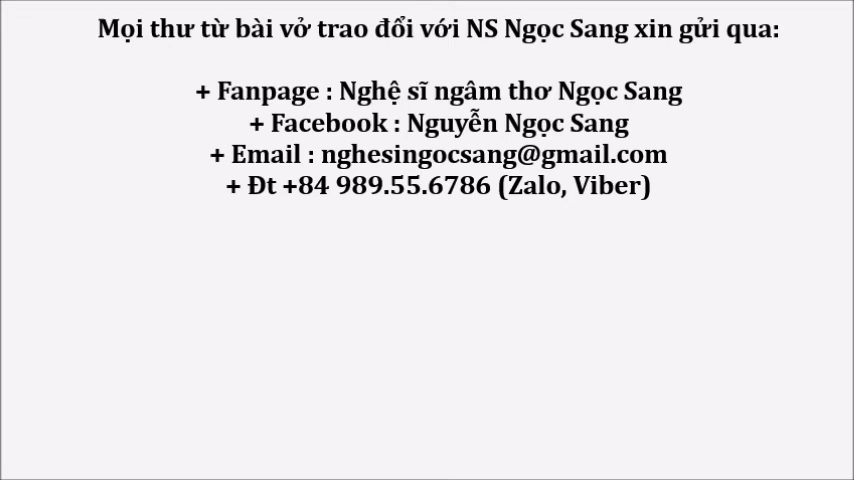 Mọi thư từ bài vở trao đổi với NS Ngọc Sang xin gửi qua:
+ Fanpage : Nghệ sĩ ngâm thơ Ngọc Sang
+ Facebook : Nguyễn Ngọc Sang
+ Email : nghesingocsang@gmail.com
+ Đt +84 989.55.6786 (Zalo, Viber)